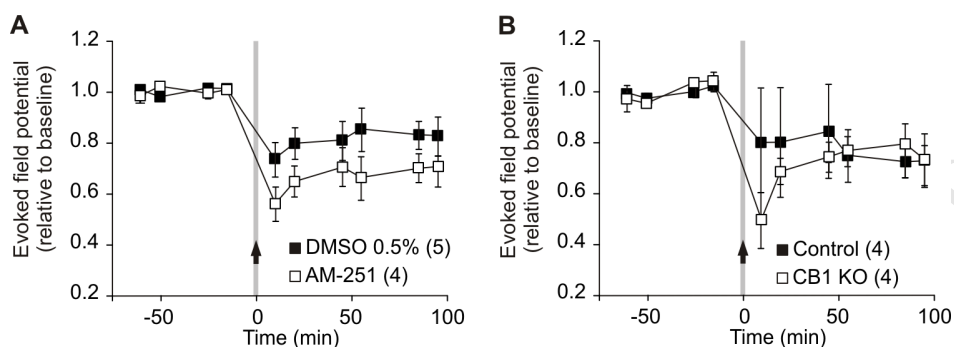 A
Evoked field potential
(relative to baseline)
1.2
1.0
0.8
0.6
0.4
0.2
DMSO 0.5% (5)
AM-251 (4)
-50
0
50
100
Time (min)
B
Evoked field potential
(relative to baseline)
1.2
1.0
0.8
0.6
0.4
0.2
Control (4)
CB1 KO (4)
-50
0
50
100
Time (min)